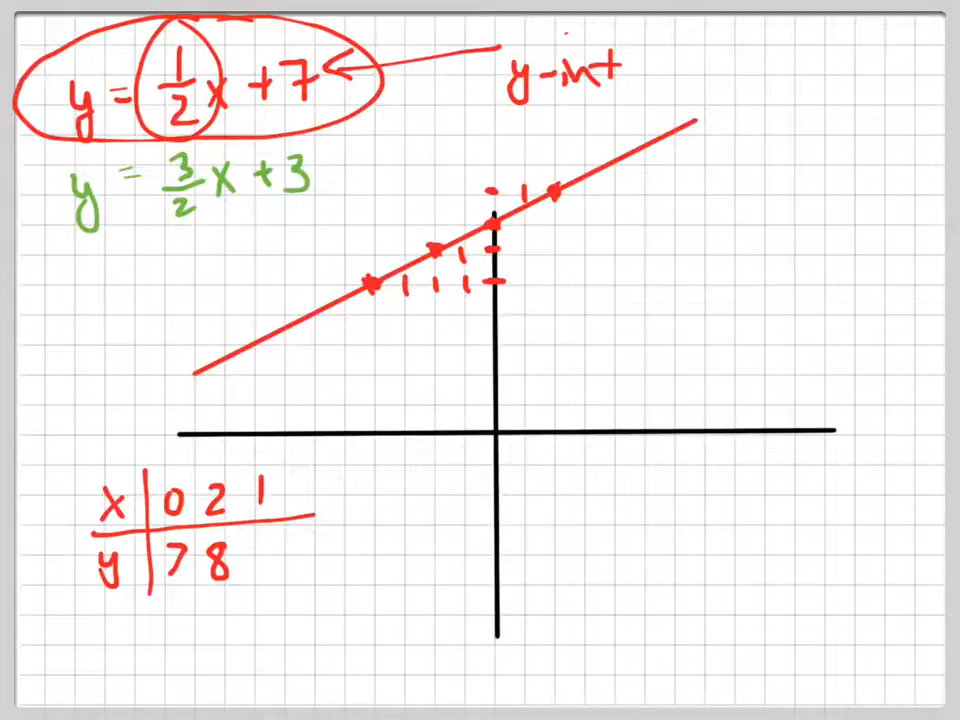 y = 1/2 x + 7
y-int
y = 3/2 x + 3
x | 0 2 1
y | 7 8